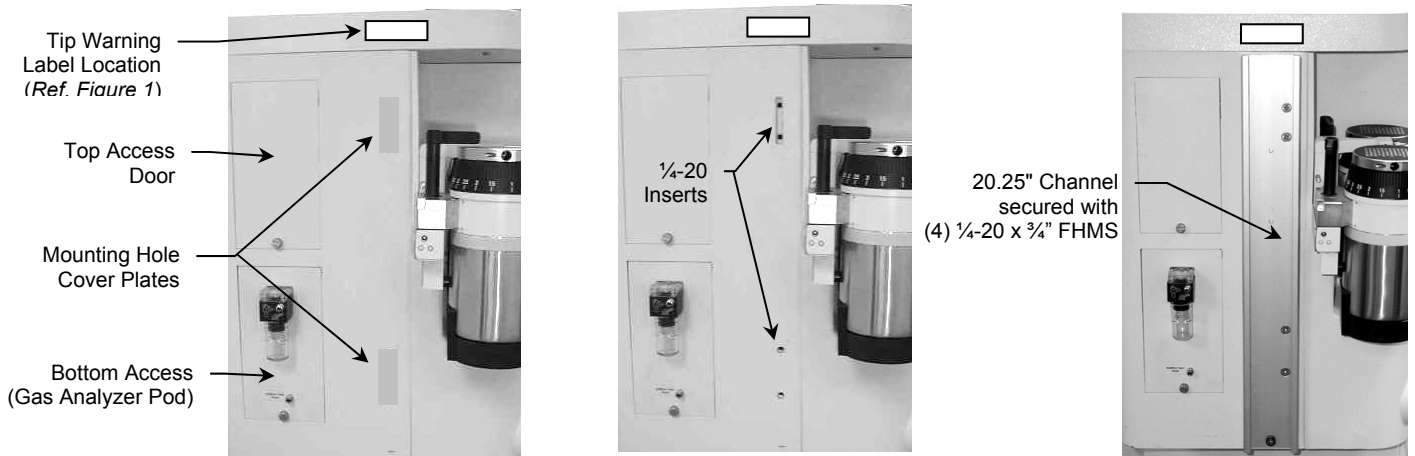 Tip Warning
Label Location
(Ref. Figure 1)
Top Access
Door
Mounting Hole
Cover Plates
Bottom Access
(Gas Analyzer Pod)
¼-20
Inserts
20.25" Channel
secured with
(4) ¼-20 x ¾” FHMS